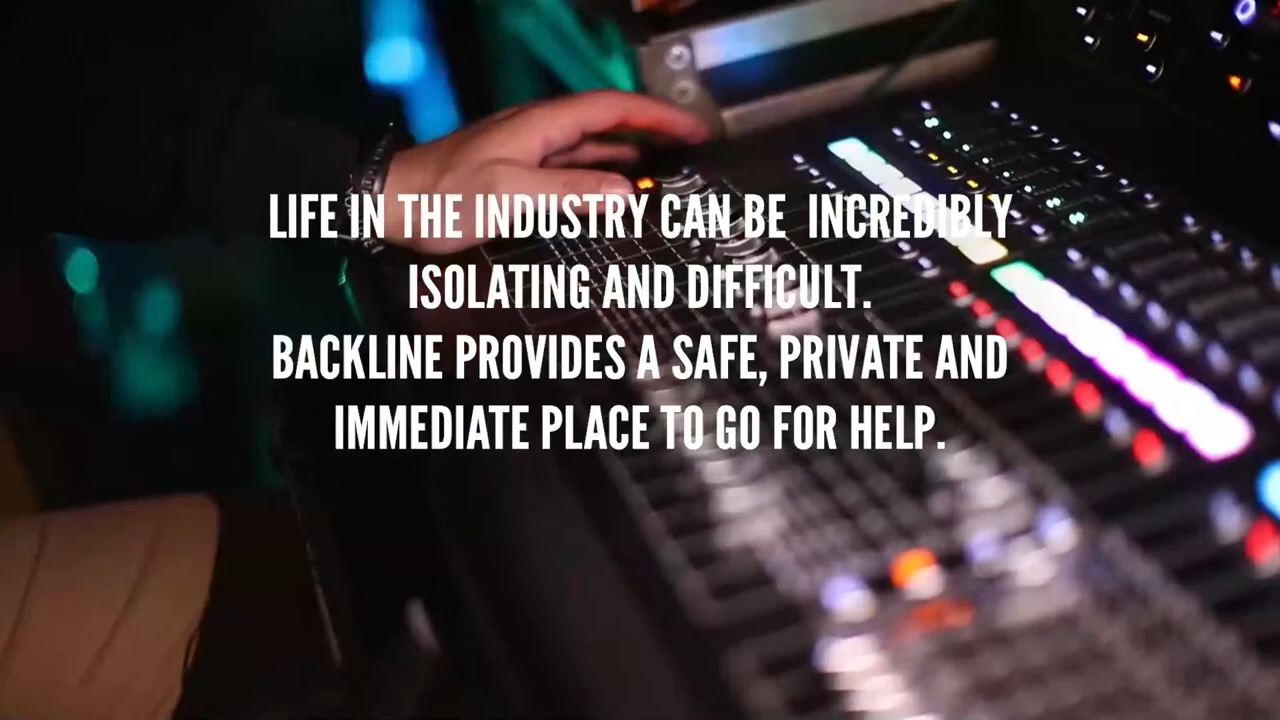 LIFE IN THE INDUSTRY CAN BE  INCREDIBLY
ISOLATING AND DIFFICULT.
BACKLINE PROVIDES A SAFE, PRIVATE AND
IMMEDIATE PLACE TO GO FOR HELP.